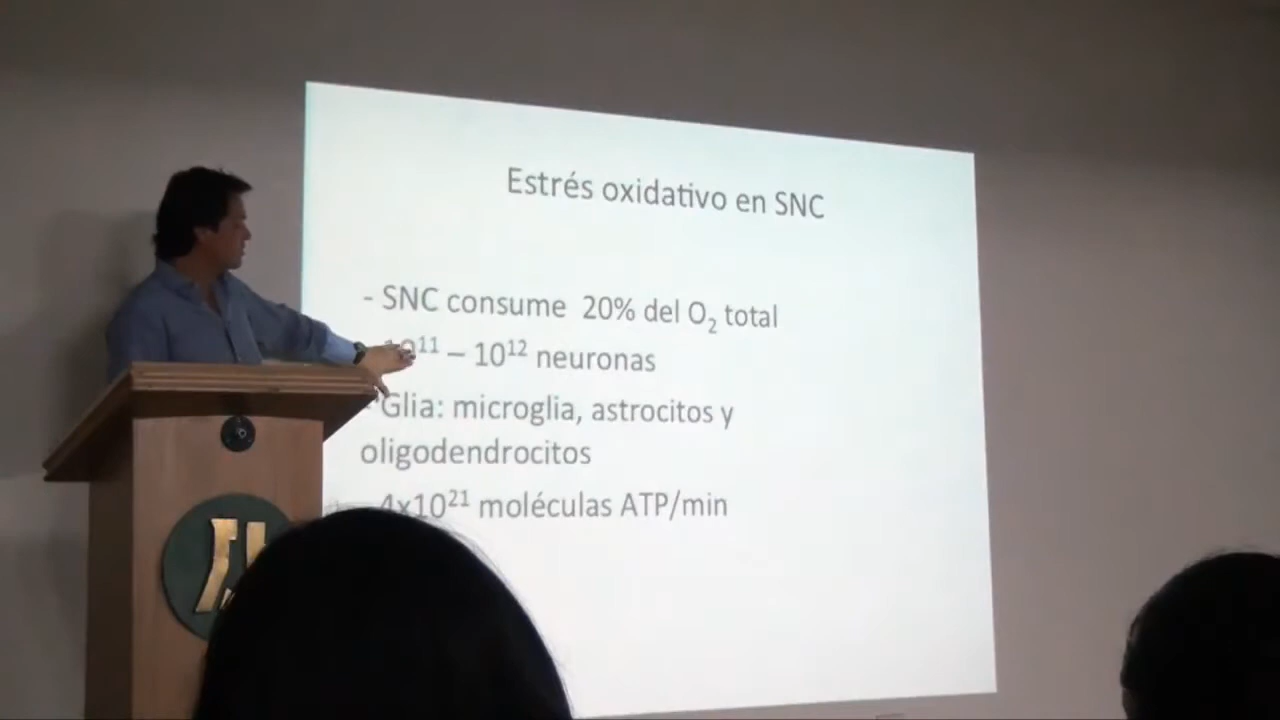 Estrés oxidativo en SNC
- SNC consume 20% del O₂ total
10¹¹ – 10¹² neuronas
- Glia: microglia, astrocitos y
oligodendrocitos
- 4x10²¹ moléculas ATP/min